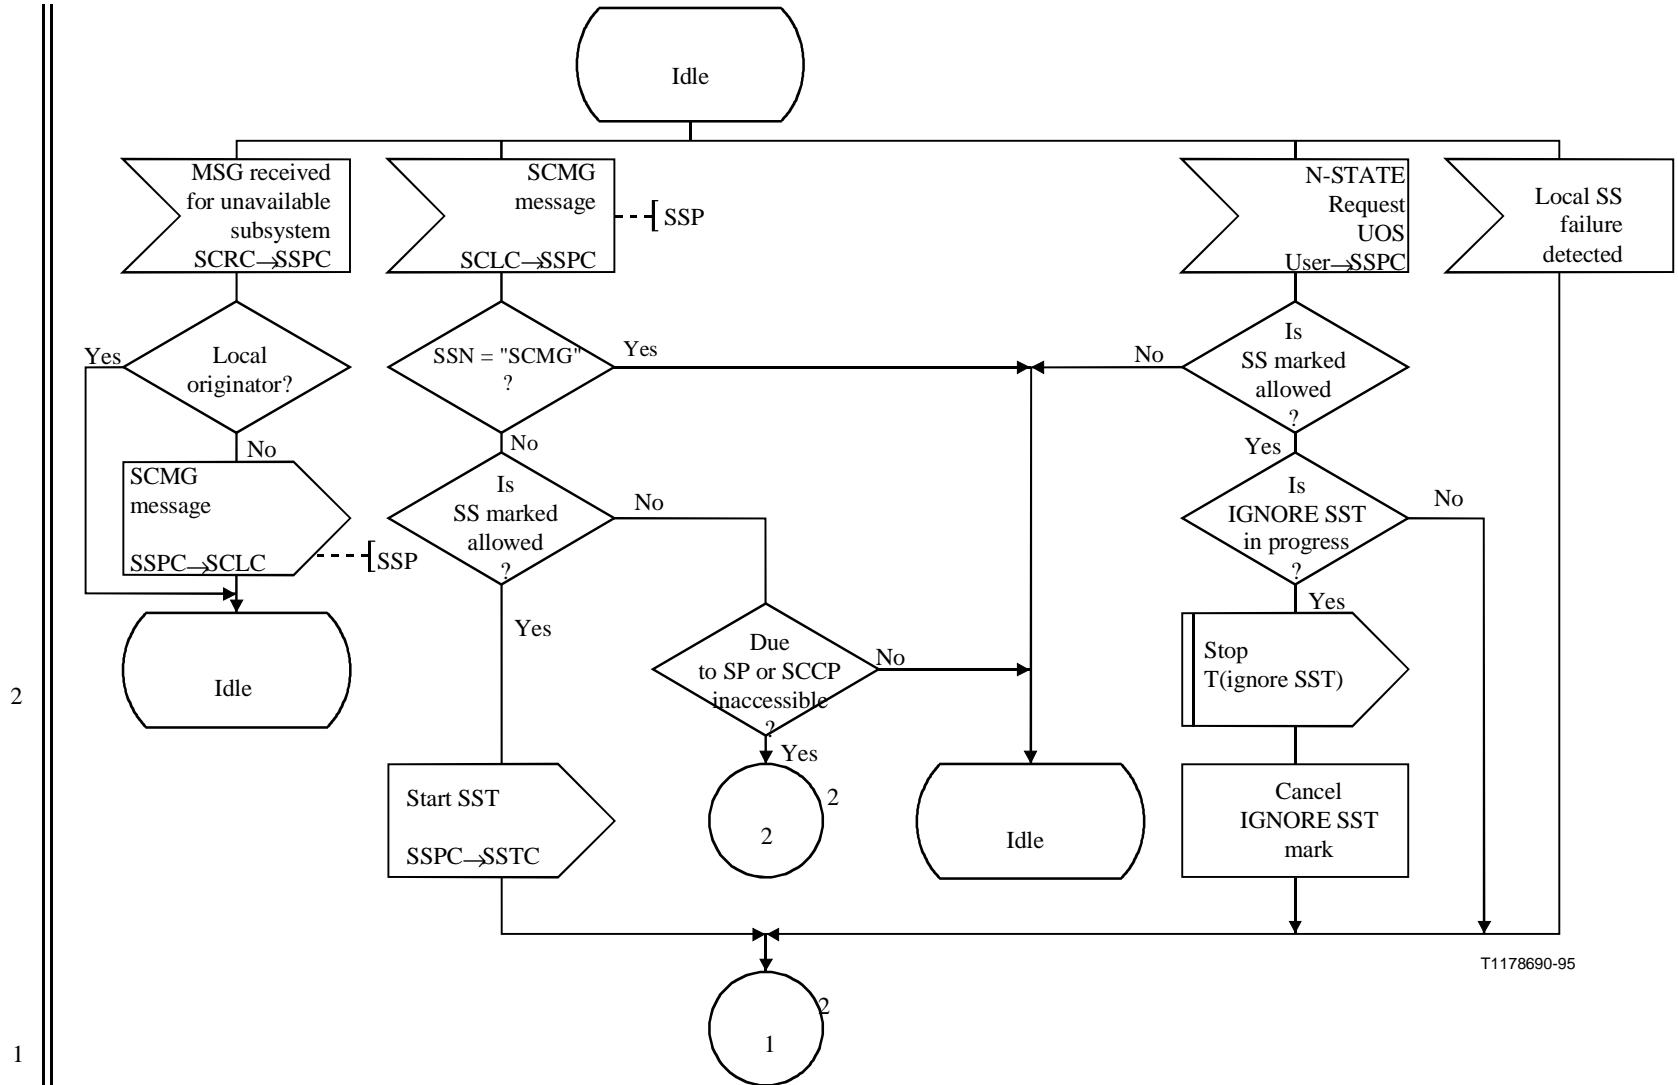 Idle
MSG received
for unavailable
subsystem
SCRC→SSPC
SCMG
message
SCLC→SSPC
SSP
N-STATE
Request
UOS
User→SSPC
Local SS
failure
detected
Yes
Local
originator?
No
SSN = "SCMG"
?
Yes
No
No
Is
SS marked
allowed
?
Yes
SCMG
message
SSPC→SCLC
SSP
Is
SS marked
allowed
?
No
Yes
Is
IGNORE SST
in progress
?
No
Yes
Idle
Due
to SP or SCCP
inaccessible
?
No
Yes
Stop
T(ignore SST)
2
Start SST
SSPC→SSTC
2
2
Idle
Cancel
IGNORE SST
mark
T1178690-95
2
1
1